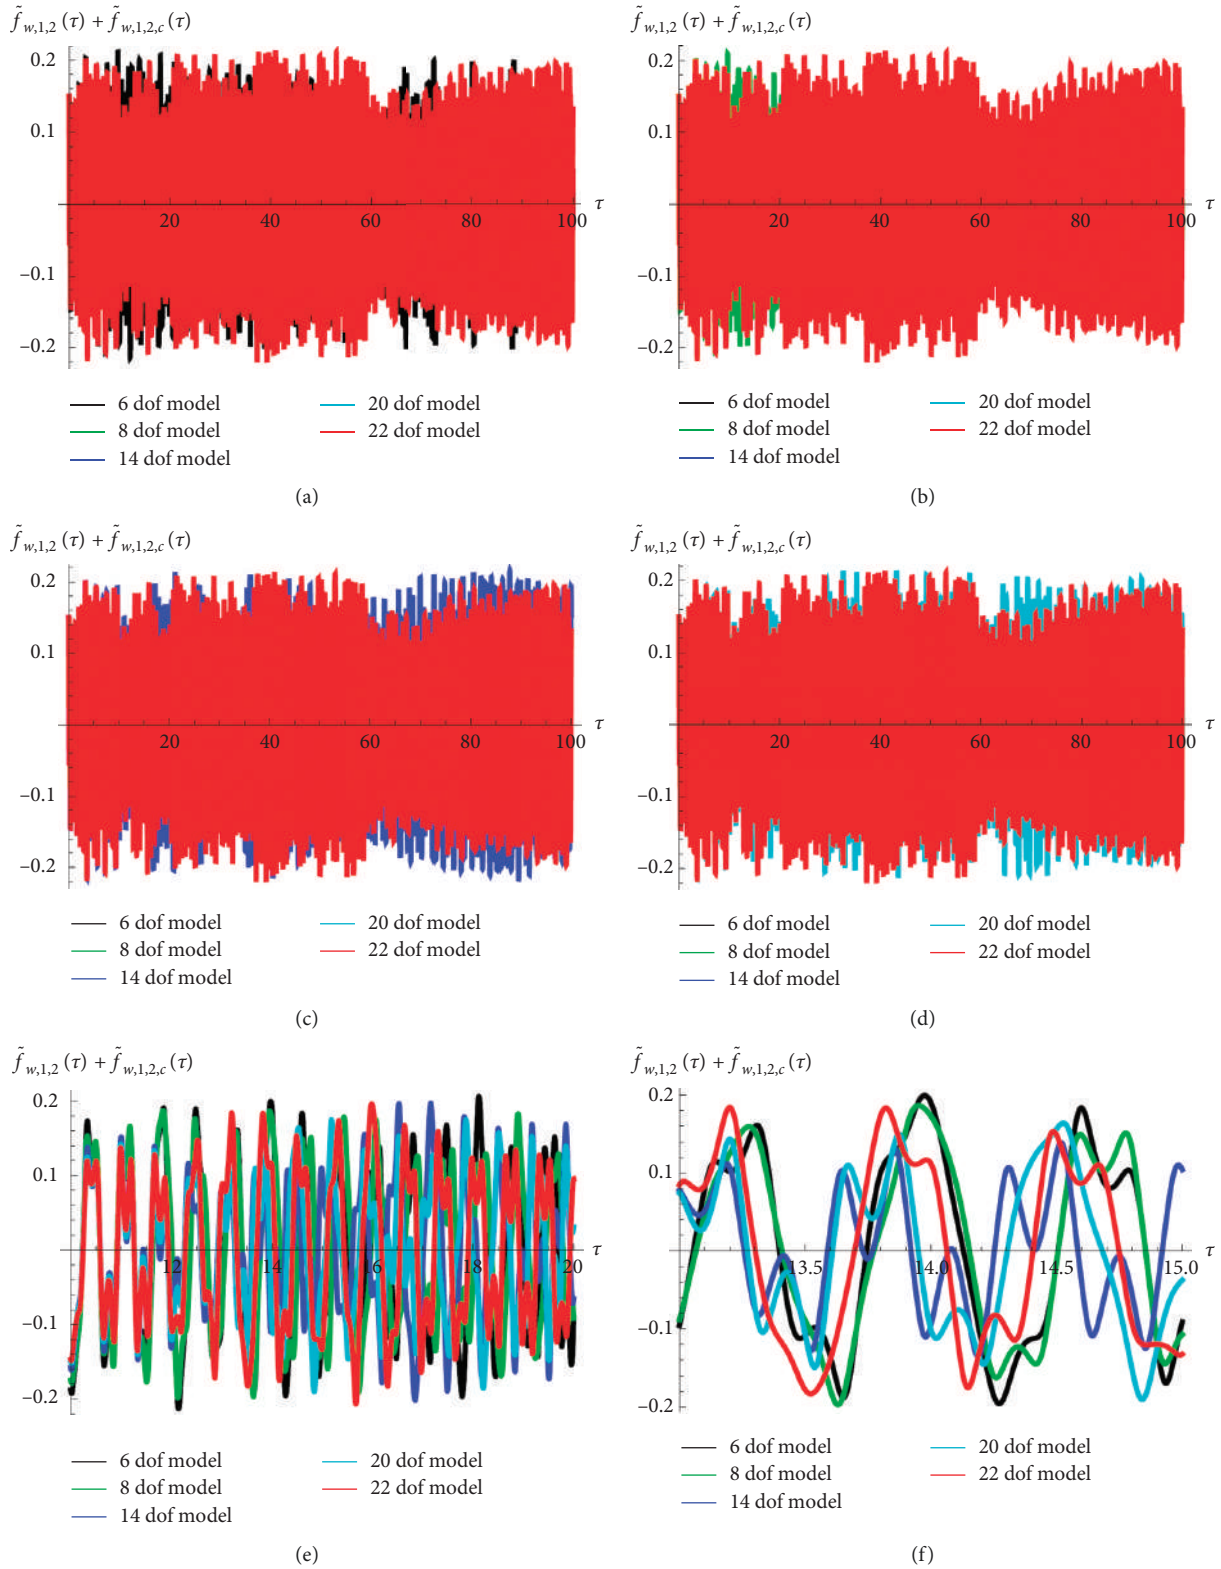 f̃w,1,2(τ) + f̃w,1,2,c(τ)
0.2
0.1
20 40 60 80 100 τ
−0.1
−0.2
6 dof model 20 dof model
8 dof model 22 dof model
14 dof model
(a)
f̃w,1,2(τ) + f̃w,1,2,c(τ)
0.2
0.1
20 40 60 80 100 τ
−0.1
−0.2
6 dof model 20 dof model
8 dof model 22 dof model
14 dof model
(b)
f̃w,1,2(τ) + f̃w,1,2,c(τ)
0.2
0.1
20 40 60 80 100 τ
−0.1
−0.2
6 dof model 20 dof model
8 dof model 22 dof model
14 dof model
(c)
f̃w,1,2(τ) + f̃w,1,2,c(τ)
0.2
0.1
20 40 60 80 100 τ
−0.1
−0.2
6 dof model 20 dof model
8 dof model 22 dof model
14 dof model
(d)
f̃w,1,2(τ) + f̃w,1,2,c(τ)
0.2
0.1
12 14 16 18 20 τ
−0.1
−0.2
6 dof model 20 dof model
8 dof model 22 dof model
14 dof model
(e)
f̃w,1,2(τ) + f̃w,1,2,c(τ)
0.2
0.1
13.5 14.0 14.5 15.0 τ
−0.1
−0.2
6 dof model 20 dof model
8 dof model 22 dof model
14 dof model
(f)